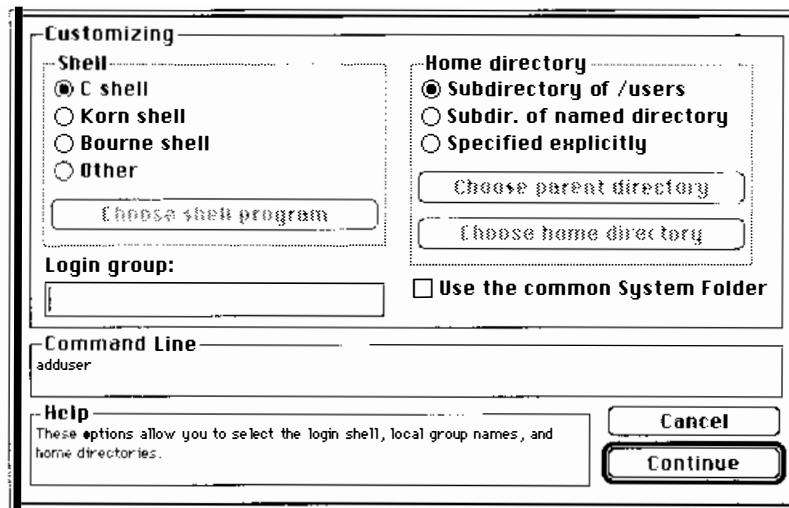 Customizing
Shell
C shell
Korn shell
Bourne shell
Other
Choose shell program
Login group:
Home directory
Subdirectory of /users
Subdir. of named directory
Specified explicitly
Choose parent directory
Choose home directory
Use the common System Folder
Command Line
adduser
Help
These options allow you to select the login shell, local group names, and
home directories.
Cancel
Continue